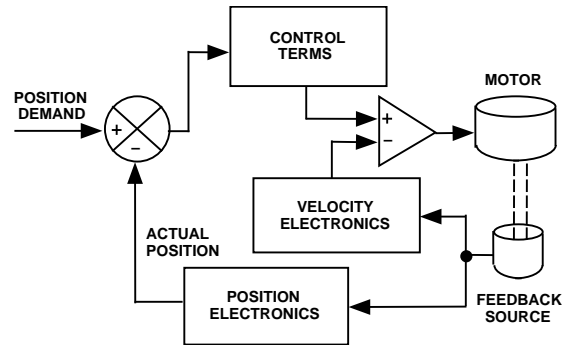 CONTROL
TERMS
MOTOR
POSITION
DEMAND
+
−
+
−
VELOCITY
ELECTRONICS
ACTUAL
POSITION
POSITION
ELECTRONICS
FEEDBACK
SOURCE